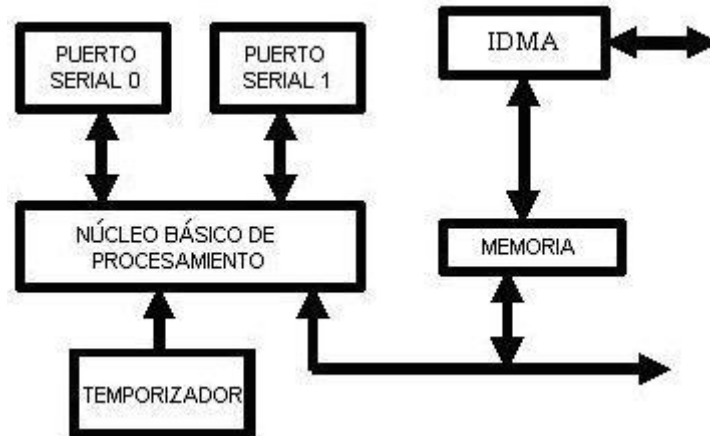 PUERTO
SERIAL 0
PUERTO
SERIAL 1
IDMA
NÚCLEO BÁSICO DE
PROCESAMIENTO
MEMORIA
TEMPORIZADOR